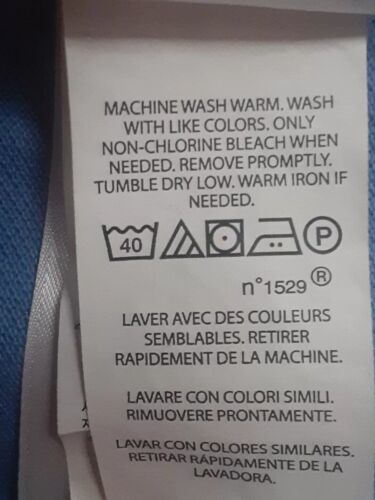 MACHINE WASH WARM. WASH
WITH LIKE COLORS. ONLY
NON-CHLORINE BLEACH WHEN
NEEDED. REMOVE PROMPTLY.
TUMBLE DRY LOW. WARM IRON IF
NEEDED.
40 P
n°1529®
LAVER AVEC DES COULEURS
SEMBLABLES. RETIRER
RAPIDEMENT DE LA MACHINE.
LAVARE CON COLORI SIMILI.
RIMUOVERE PRONTAMENTE.
LAVAR CON COLORES SIMILARES.
RETIRAR RÁPIDAMENTE DE LA
LAVADORA.